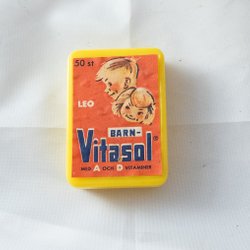 50 st
LEO
BARN-
Vitasol®
MED A OCH D VITAMINER